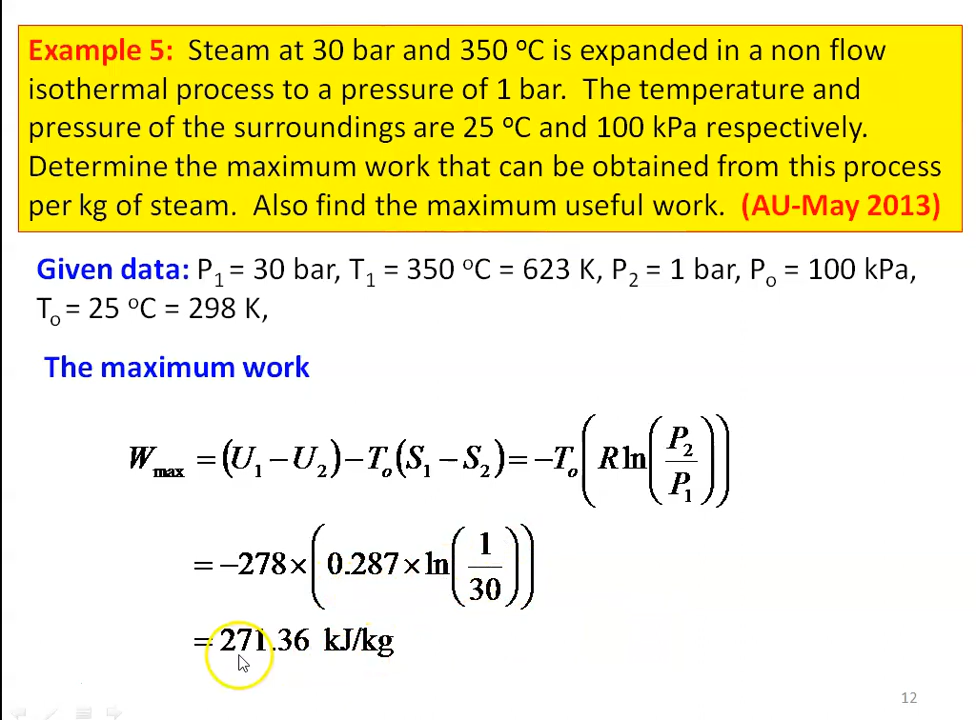 Example 5: Steam at 30 bar and 350 °C is expanded in a non flow
isothermal process to a pressure of 1 bar. The temperature and
pressure of the surroundings are 25 °C and 100 kPa respectively.
Determine the maximum work that can be obtained from this process
per kg of steam. Also find the maximum useful work. (AU-May 2013)
Given data: P₁ = 30 bar, T₁ = 350 °C = 623 K, P₂ = 1 bar, Pₒ = 100 kPa,
Tₒ = 25 °C = 298 K,
The maximum work
W_max = (U₁ − U₂) − Tₒ(S₁ − S₂) = −Tₒ(R ln(P₂/P₁))
= −278 × (0.287 × ln(1/30))
= 271.36 kJ/kg
12